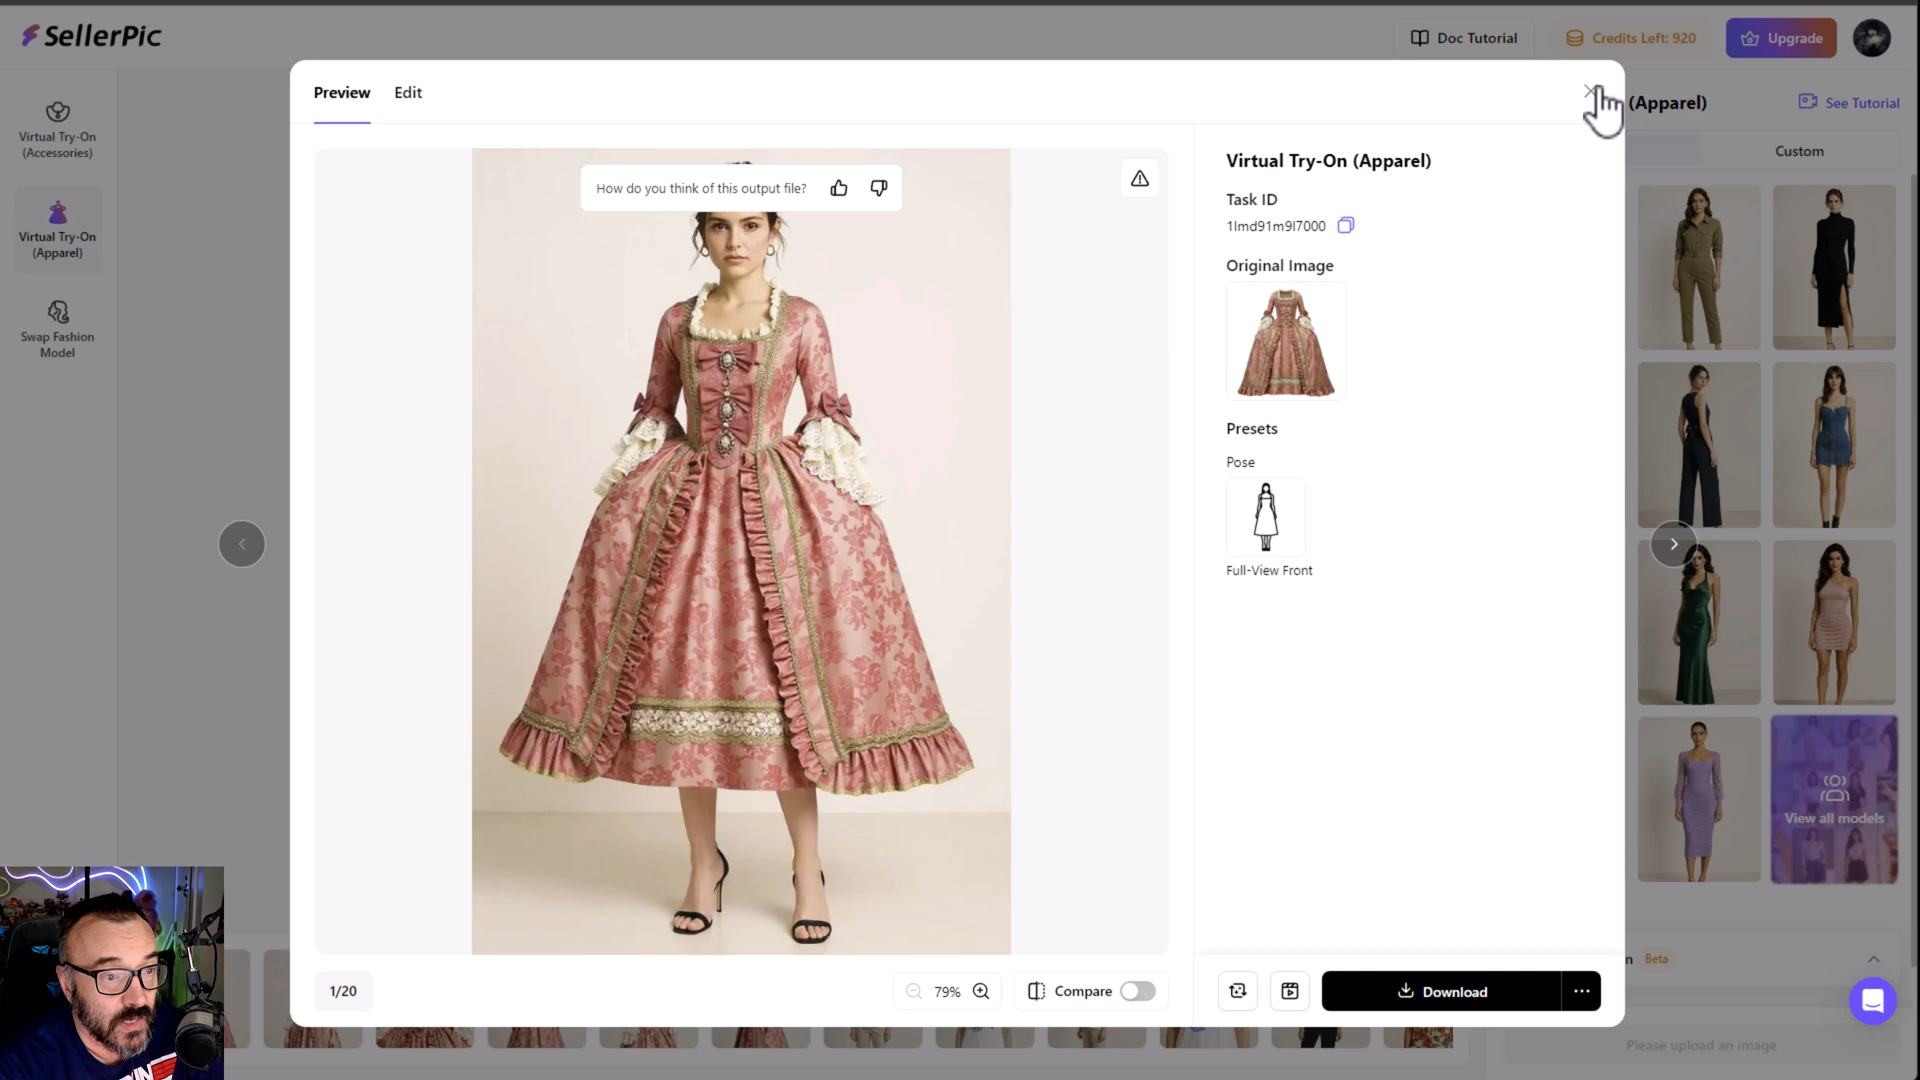 SellerPic
Doc Tutorial
Credits Left: 920
Upgrade
Preview
Edit
(Apparel)
See Tutorial
Virtual Try-On
(Accessories)
Virtual Try-On
(Apparel)
Swap Fashion
Model
How do you think of this output file?
Virtual Try-On (Apparel)
Task ID
1lmd91m9l7000
Original Image
Presets
Pose
Full-View Front
Custom
View all models
Beta
1/20
79%
Compare
Download
Please upload an image